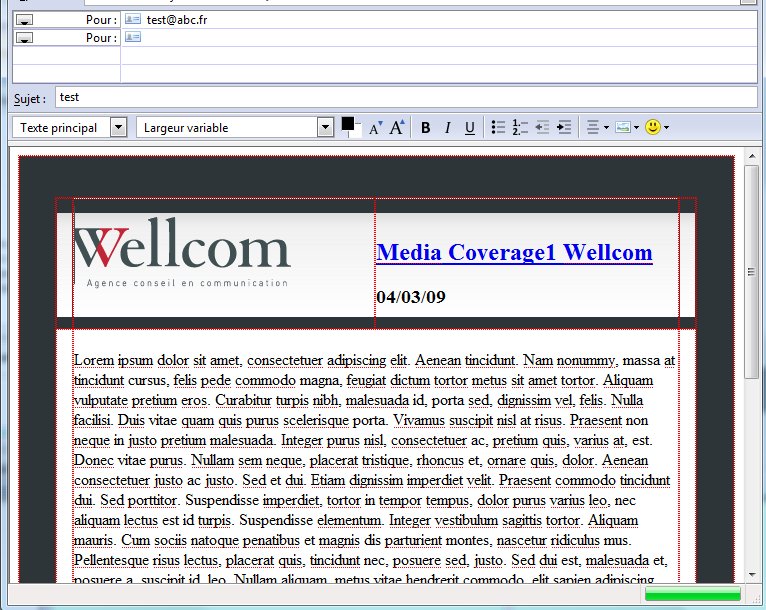 Pour : test@abc.fr
Pour :
Sujet : test
Texte principal Largeur variable A A B I U
Wellcom
Agence conseil en communication
Media Coverage1 Wellcom
04/03/09
Lorem ipsum dolor sit amet, consectetuer adipiscing elit. Aenean tincidunt. Nam nonummy, massa at
tincidunt cursus, felis pede commodo magna, feugiat dictum tortor metus sit amet tortor. Aliquam
vulputate pretium eros. Curabitur turpis nibh, malesuada id, porta sed, dignissim vel, felis. Nulla
facilisi. Duis vitae quam quis purus scelerisque porta. Vivamus suscipit nisl at risus. Praesent non
neque in justo pretium malesuada. Integer purus nisl, consectetuer ac, pretium quis, varius at, est.
Donec vitae purus. Nullam sem neque, placerat tristique, rhoncus et, ornare quis, dolor. Aenean
consectetuer justo ac justo. Sed et dui. Etiam dignissim imperdiet velit. Praesent commodo tincidunt
dui. Sed porttitor. Suspendisse imperdiet, tortor in tempor tempus, dolor purus varius leo, nec
aliquam lectus est id turpis. Suspendisse elementum. Integer vestibulum sagittis tortor. Aliquam
mauris. Cum sociis natoque penatibus et magnis dis parturient montes, nascetur ridiculus mus.
Pellentesque risus lectus, placerat quis, tincidunt nec, posuere sed, justo. Sed dui est, malesuada et,
posuere a, suscipit id, leo. Nullam aliquam, metus vitae hendrerit commodo, elit sapien adipiscing